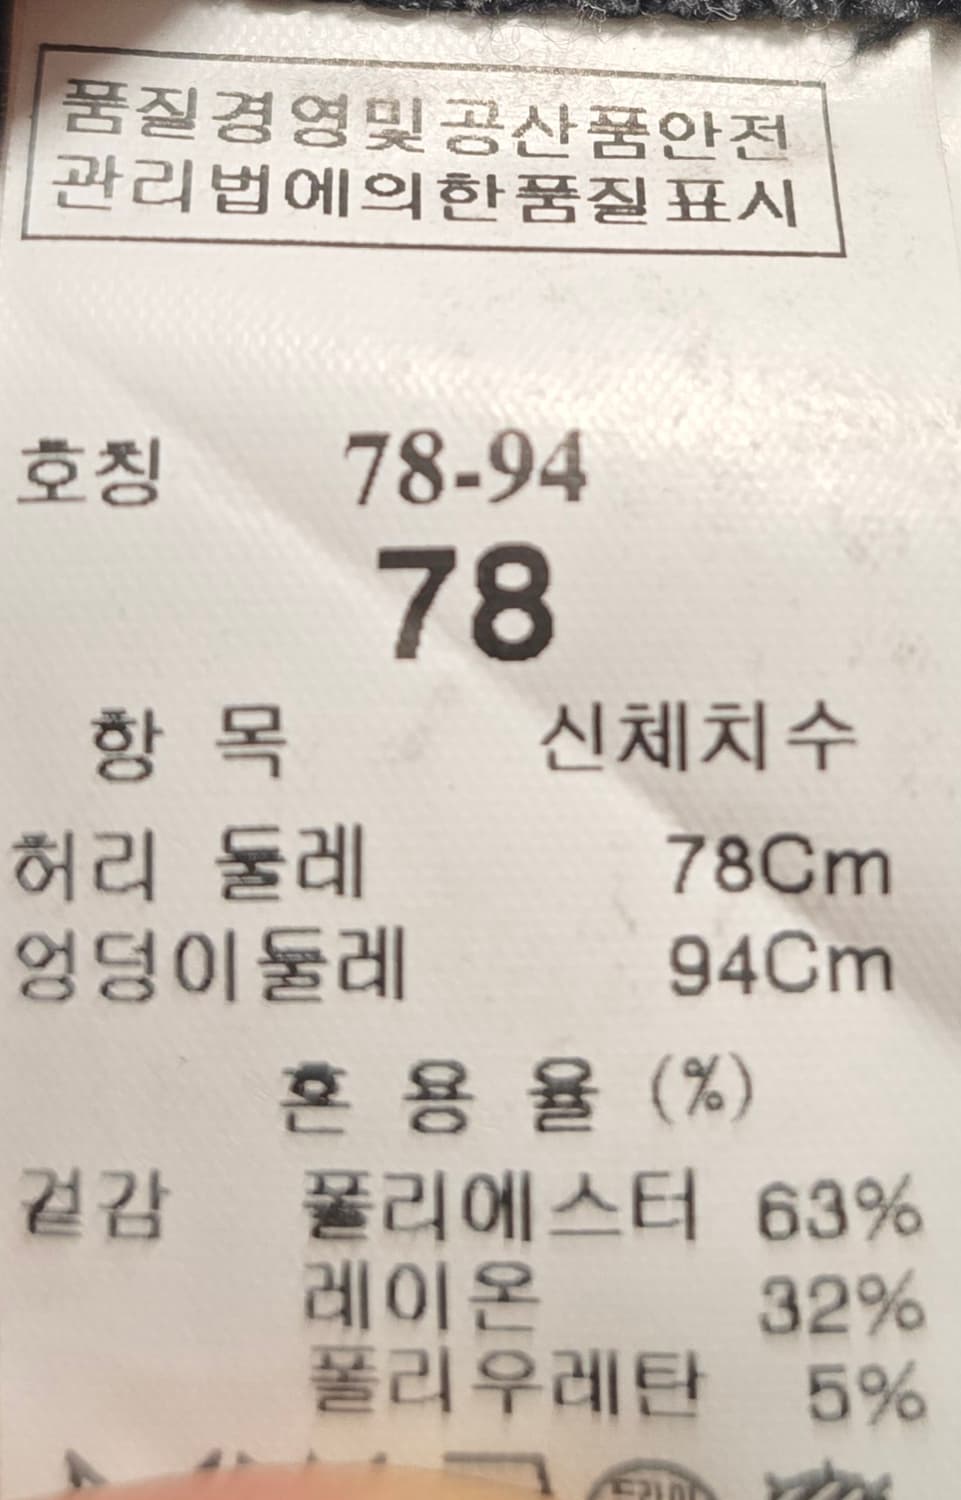 품질경영및공산품안전
관리법에의한품질표시
호칭 78-94
78
항 목 신체치수
허리 둘레 78Cm
엉덩이둘레 94Cm
혼 용 율 (%)
겉감 폴리에스터 63%
레이온 32%
폴리우레탄 5%
드라이